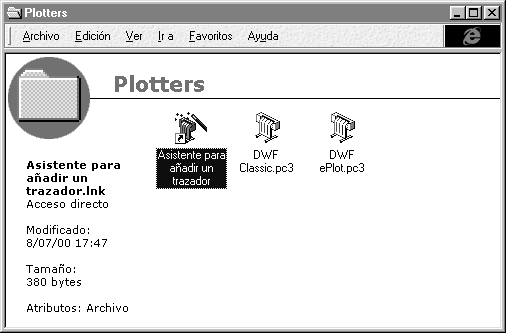 Plotters
Archivo Edición Ver Ir a Favoritos Ayuda
Plotters
Asistente para
añadir un
trazador.lnk
Acceso directo
Modificado:
8/07/00 17:47
Tamaño:
380 bytes
Atributos: Archivo
Asistente para
añadir un
trazador
DWF
Classic.pc3
DWF
ePlot.pc3